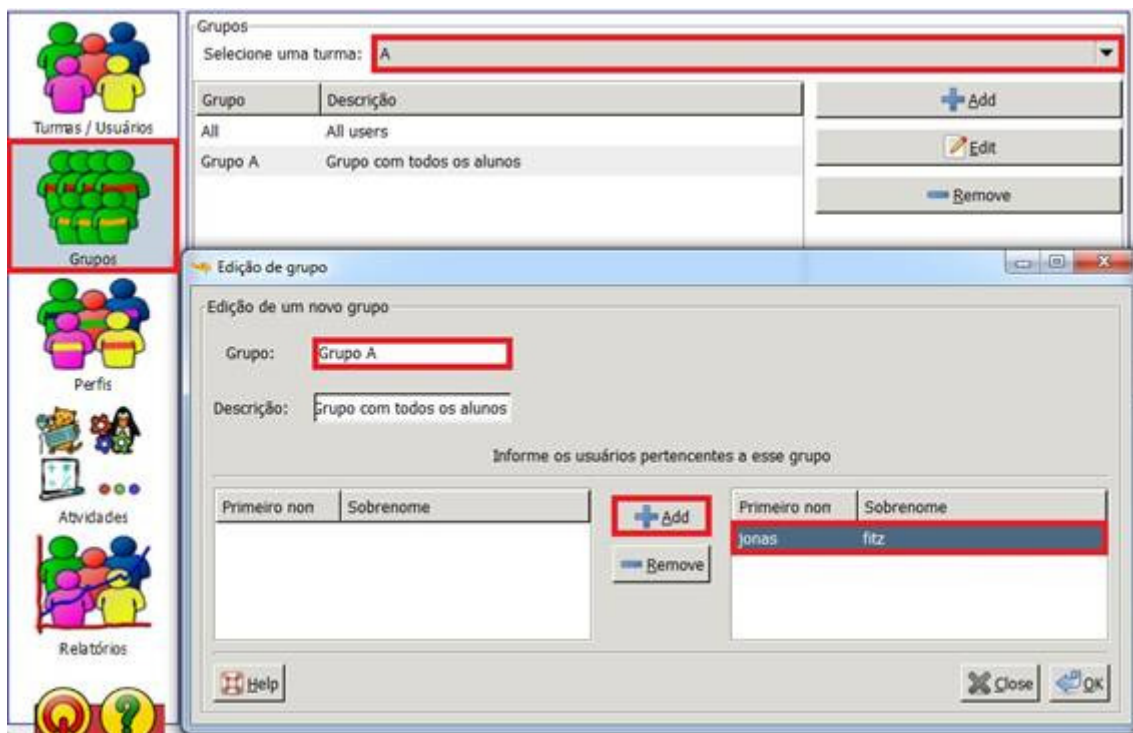 Grupos
Selecione uma turma: A
Grupo Descrição
All All users
Grupo A Grupo com todos os alunos
Add
Edit
Remove
Turmas / Usuários
Grupos
Perfis
Atividades
Relatórios
Edição de grupo
Edição de um novo grupo
Grupo: Grupo A
Descrição: Grupo com todos os alunos
Informe os usuários pertencentes a esse grupo
Primeiro non Sobrenome
Add
Remove
Primeiro non Sobrenome
jonas fitz
Help
Close
OK